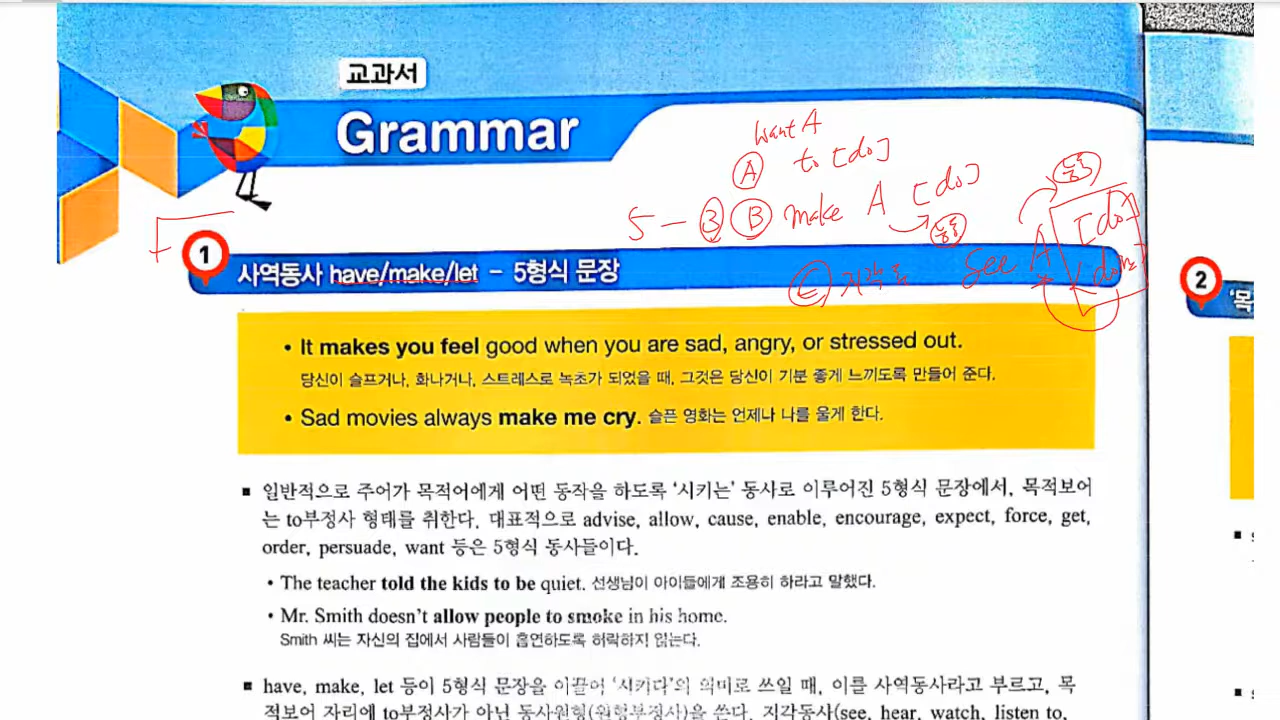 교과서
Grammar
want A
Ⓐ to [do]
5 - ③ Ⓑ make A [do]
능동
능동
Ⓒ 지각동 see A [do]
done
1
사역동사 have/make/let – 5형식 문장
2
'목
• It makes you feel good when you are sad, angry, or stressed out.
당신이 슬프거나, 화나거나, 스트레스로 녹초가 되었을 때, 그것은 당신이 기분 좋게 느끼도록 만들어 준다.
• Sad movies always make me cry. 슬픈 영화는 언제나 나를 울게 한다.
■ 일반적으로 주어가 목적어에게 어떤 동작을 하도록 ‘시키는’ 동사로 이루어진 5형식 문장에서, 목적보어
는 to부정사 형태를 취한다. 대표적으로 advise, allow, cause, enable, encourage, expect, force, get,
order, persuade, want 등은 5형식 동사들이다.
• The teacher told the kids to be quiet. 선생님이 아이들에게 조용히 하라고 말했다.
• Mr. Smith doesn’t allow people to smoke in his home.
Smith 씨는 자신의 집에서 사람들이 흡연하도록 허락하지 않는다.
■ have, make, let 등이 5형식 문장을 이끌어 ‘시키다’의 의미로 쓰일 때, 이를 사역동사라고 부르고, 목
적보어 자리에 to부정사가 아닌 동사원형(원형부정사)을 쓴다. 지각동사(see, hear, watch, listen to,